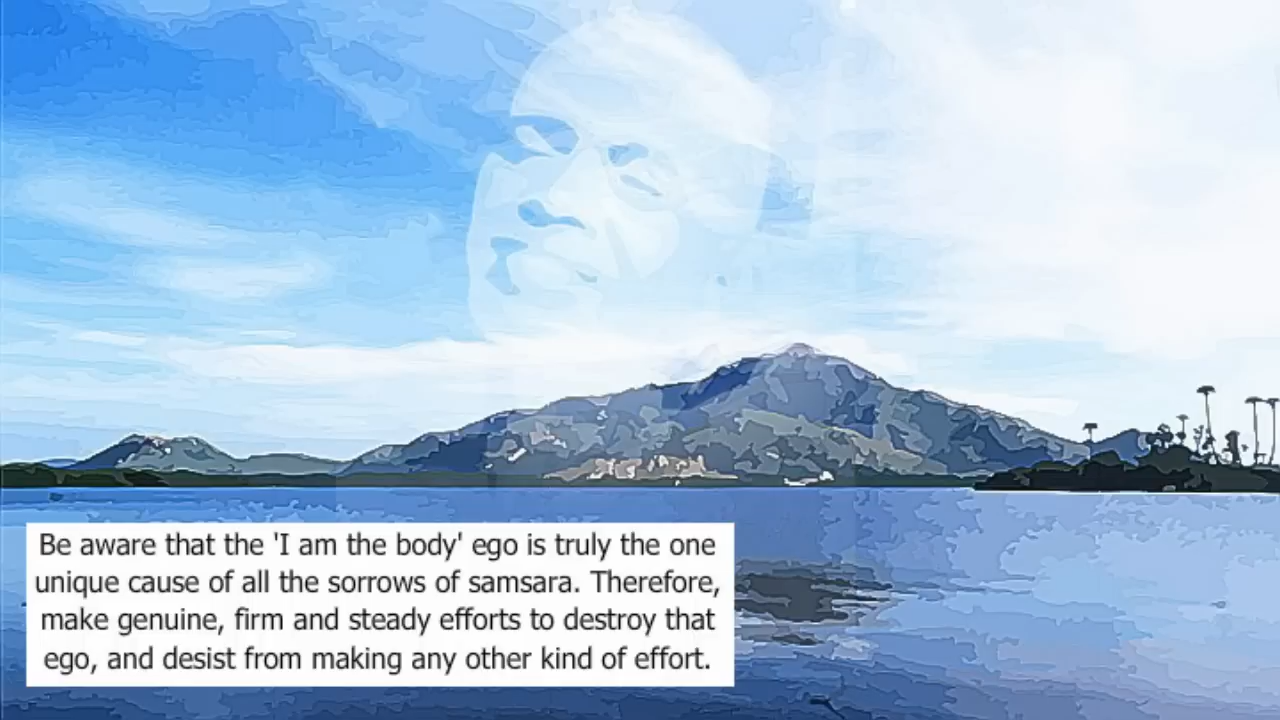 Be aware that the 'I am the body' ego is truly the one
unique cause of all the sorrows of samsara. Therefore,
make genuine, firm and steady efforts to destroy that
ego, and desist from making any other kind of effort.